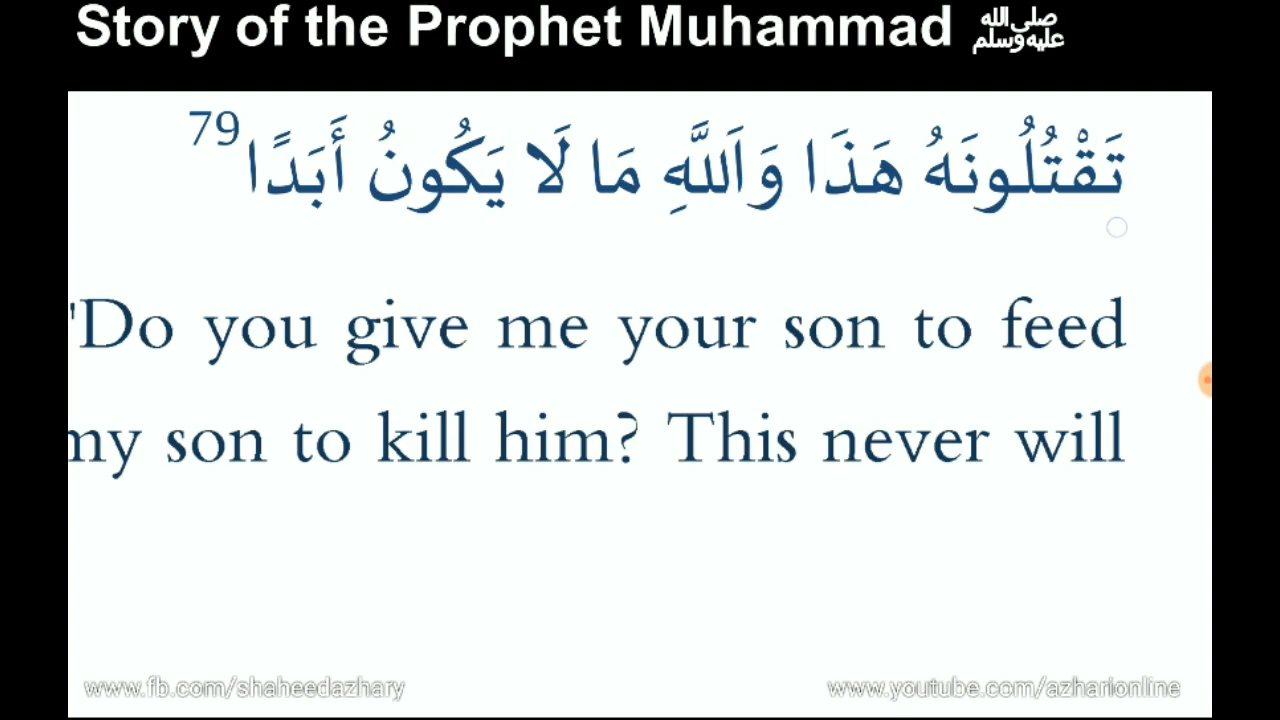 Story of the Prophet Muhammad ﷺ
تَقْتُلُونَهُ هَذَا وَاَللَّهِ مَا لَا يَكُونُ أَبَدًا 79
'Do you give me your son to feed
my son to kill him? This never will
www.fb.com/shaheedazhary
www.youtube.com/azharionline